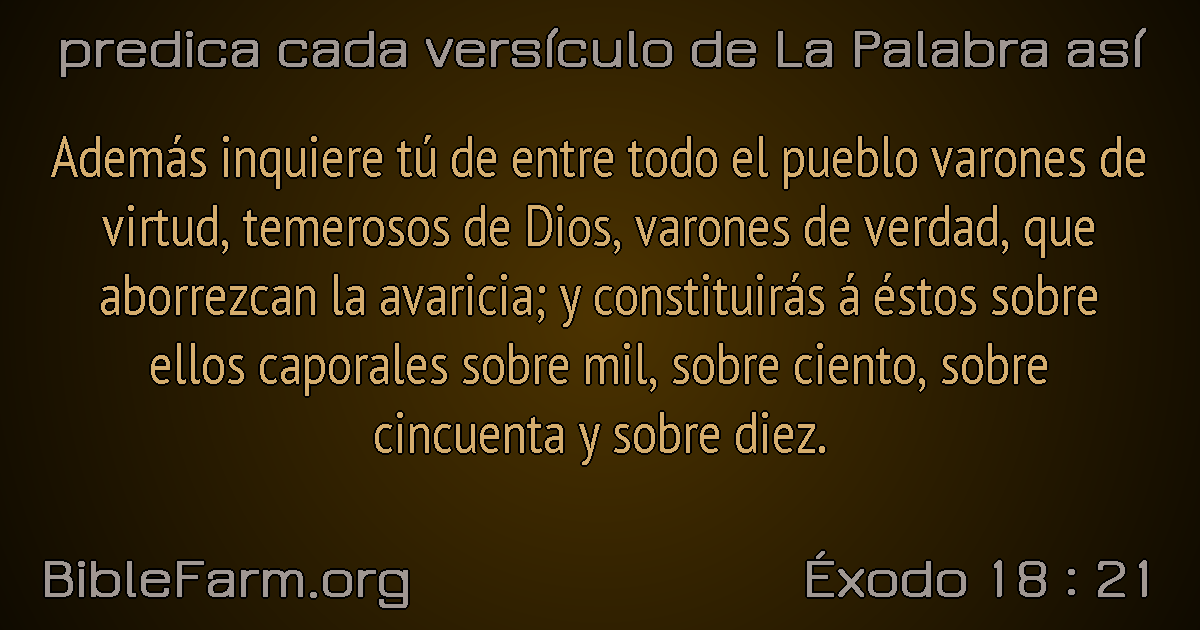 predica cada versículo de La Palabra así
Además inquiere tú de entre todo el pueblo varones de
virtud, temerosos de Dios, varones de verdad, que
aborrezcan la avaricia; y constituirás á éstos sobre
ellos caporales sobre mil, sobre ciento, sobre
cincuenta y sobre diez.
BibleFarm.org
Éxodo 18 : 21